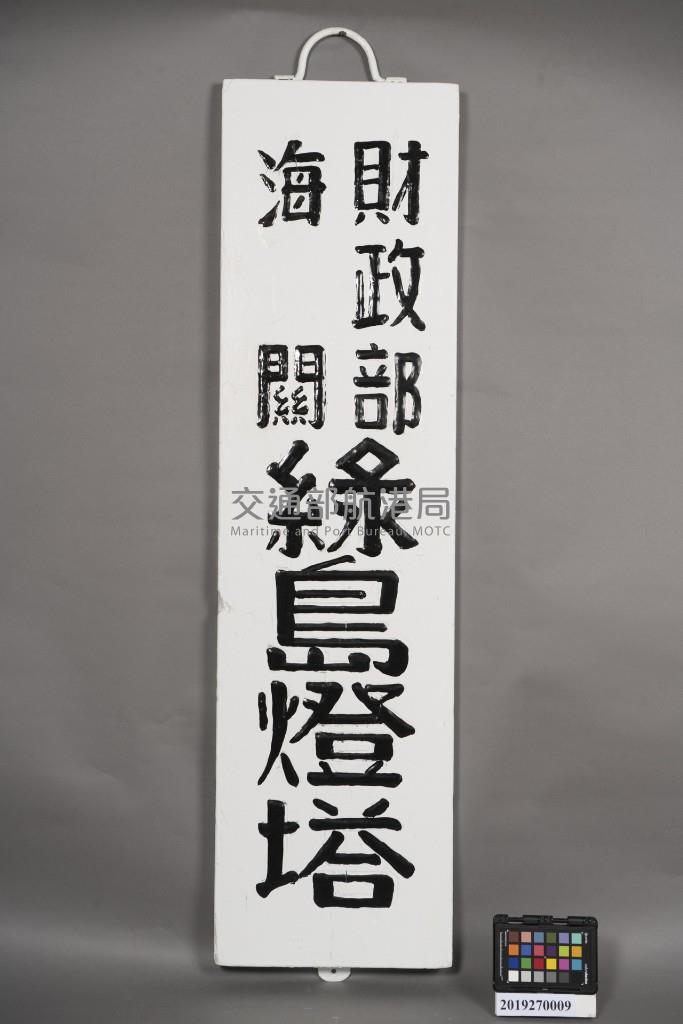 財政部
海關
綠島燈塔
交通部航港局
Maritime and Port Bureau, MOTC
2019270009